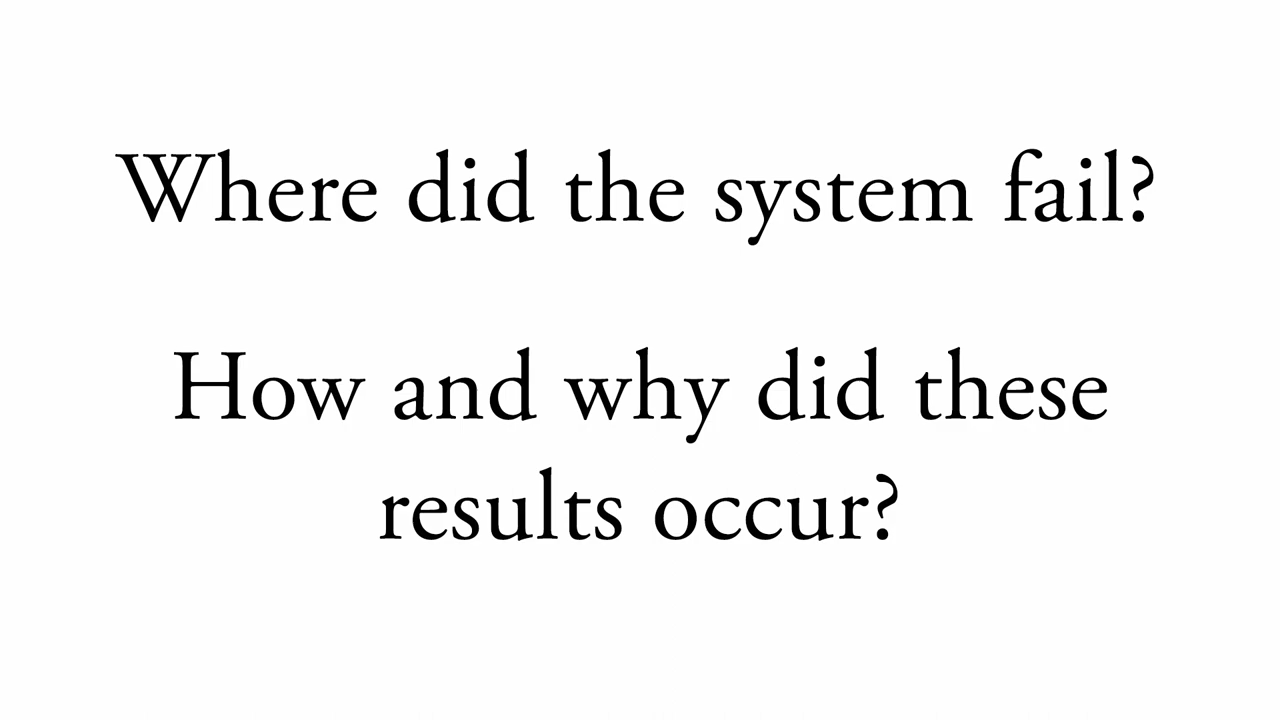 Where did the system fail?
How and why did these
results occur?